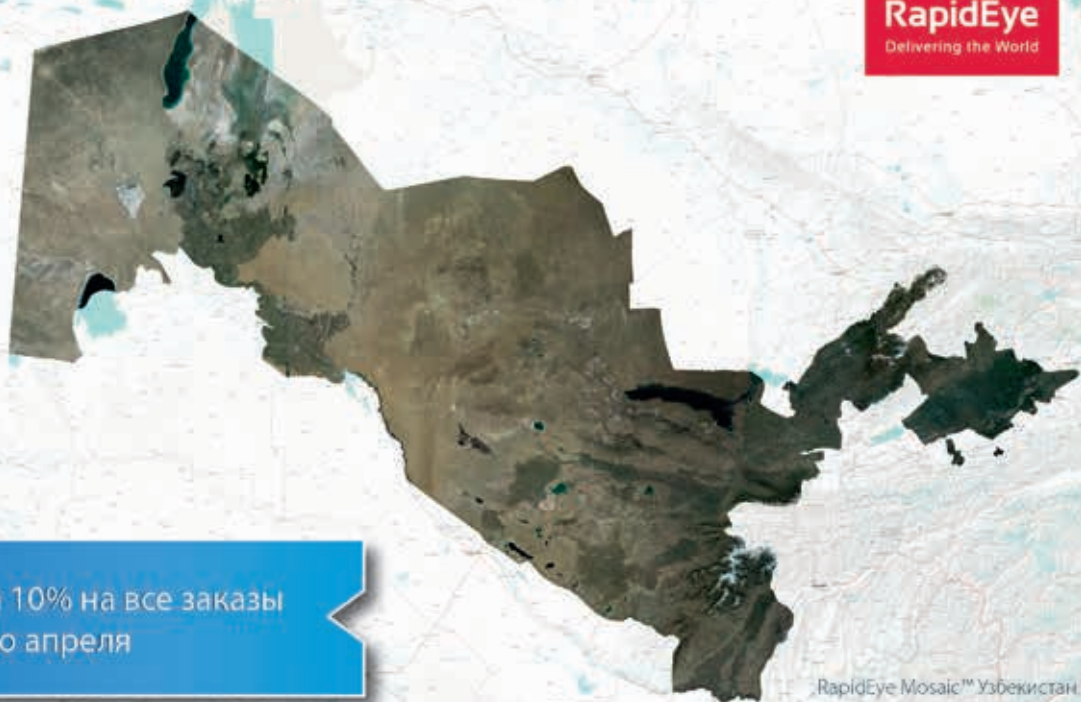 RapidEye
Delivering the World
10% на все заказы
апреля
RapidEye Mosaic™ Узбекистан